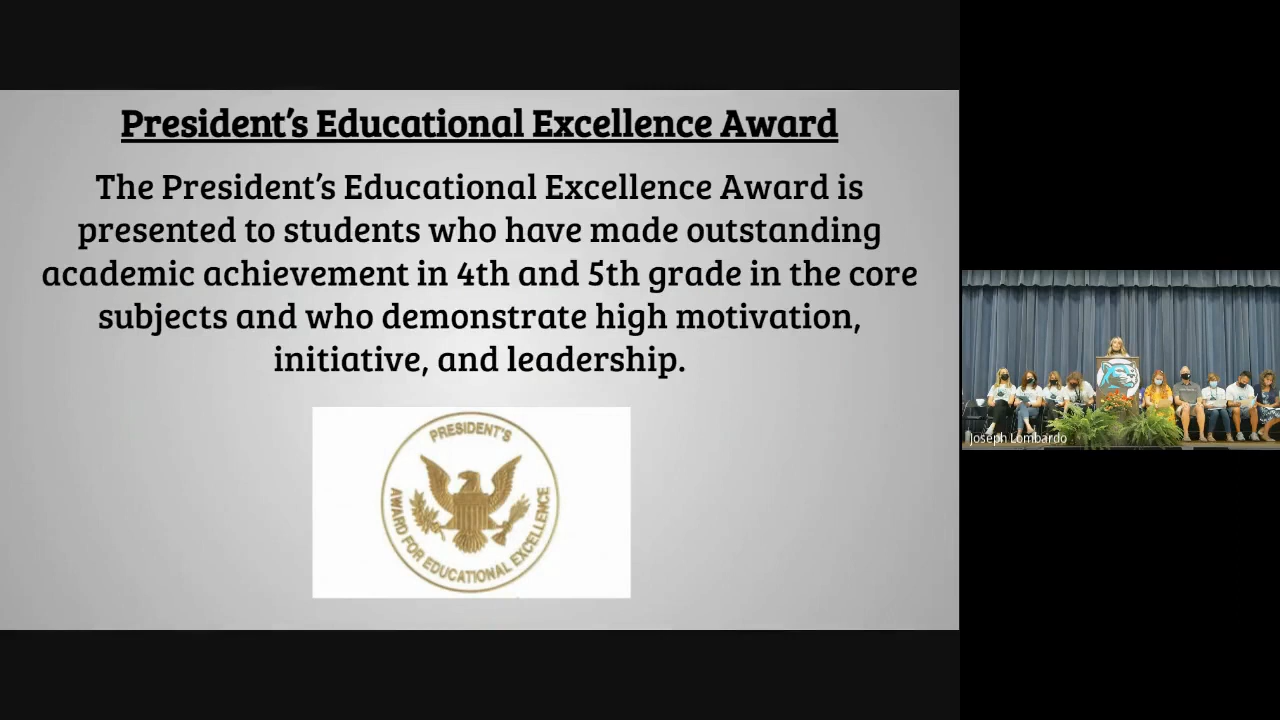 President's Educational Excellence Award
The President's Educational Excellence Award is
presented to students who have made outstanding
academic achievement in 4th and 5th grade in the core
subjects and who demonstrate high motivation,
initiative, and leadership.
PRESIDENT'S
AWARD FOR EDUCATIONAL EXCELLENCE
Joseph Lombardo